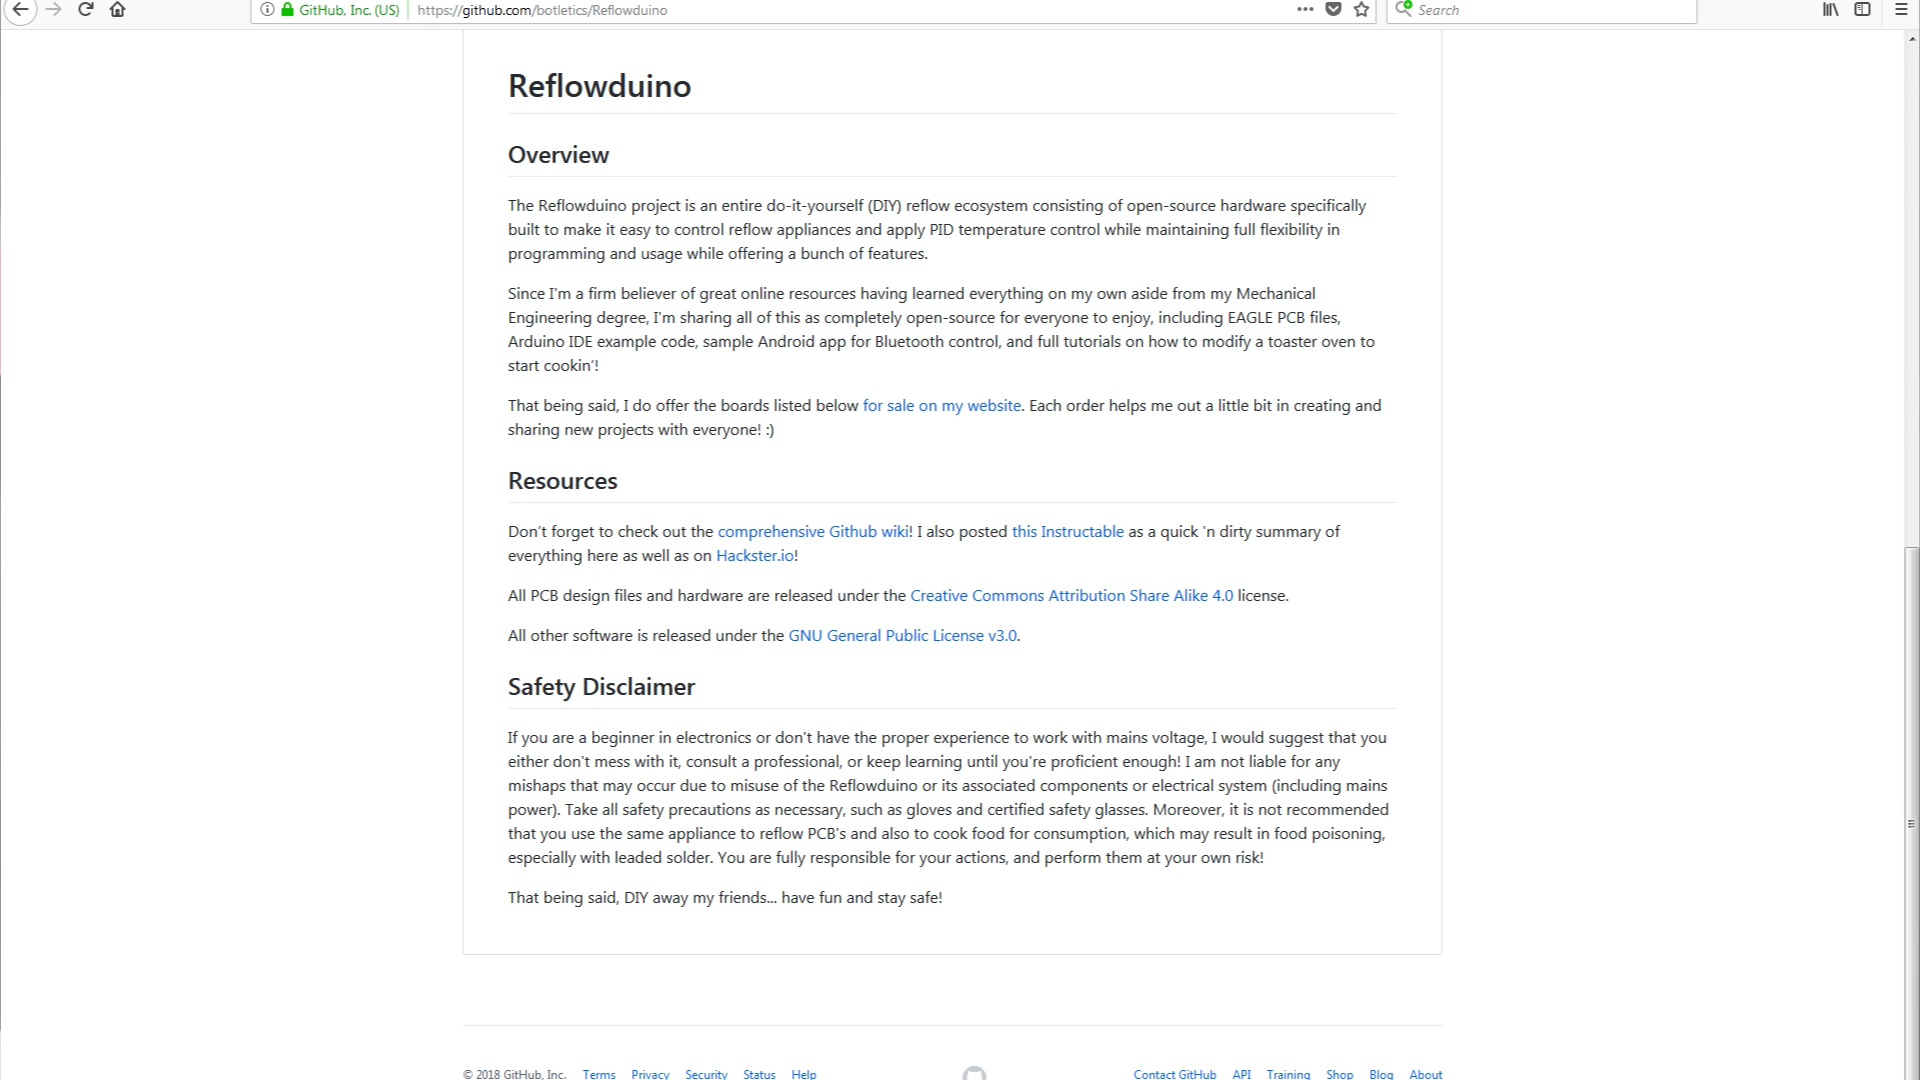 GitHub, Inc. (US) https://github.com/botletics/Reflowduino Search
Reflowduino
Overview
The Reflowduino project is an entire do-it-yourself (DIY) reflow ecosystem consisting of open-source hardware specifically
built to make it easy to control reflow appliances and apply PID temperature control while maintaining full flexibility in
programming and usage while offering a bunch of features.
Since I'm a firm believer of great online resources having learned everything on my own aside from my Mechanical
Engineering degree, I'm sharing all of this as completely open-source for everyone to enjoy, including EAGLE PCB files,
Arduino IDE example code, sample Android app for Bluetooth control, and full tutorials on how to modify a toaster oven to
start cookin'!
That being said, I do offer the boards listed below for sale on my website. Each order helps me out a little bit in creating and
sharing new projects with everyone! :)
Resources
Don't forget to check out the comprehensive Github wiki! I also posted this Instructable as a quick 'n dirty summary of
everything here as well as on Hackster.io!
All PCB design files and hardware are released under the Creative Commons Attribution Share Alike 4.0 license.
All other software is released under the GNU General Public License v3.0.
Safety Disclaimer
If you are a beginner in electronics or don't have the proper experience to work with mains voltage, I would suggest that you
either don't mess with it, consult a professional, or keep learning until you're proficient enough! I am not liable for any
mishaps that may occur due to misuse of the Reflowduino or its associated components or electrical system (including mains
power). Take all safety precautions as necessary, such as gloves and certified safety glasses. Moreover, it is not recommended
that you use the same appliance to reflow PCB's and also to cook food for consumption, which may result in food poisoning,
especially with leaded solder. You are fully responsible for your actions, and perform them at your own risk!
That being said, DIY away my friends... have fun and stay safe!
© 2018 GitHub, Inc. Terms Privacy Security Status Help Contact GitHub API Training Shop Blog About